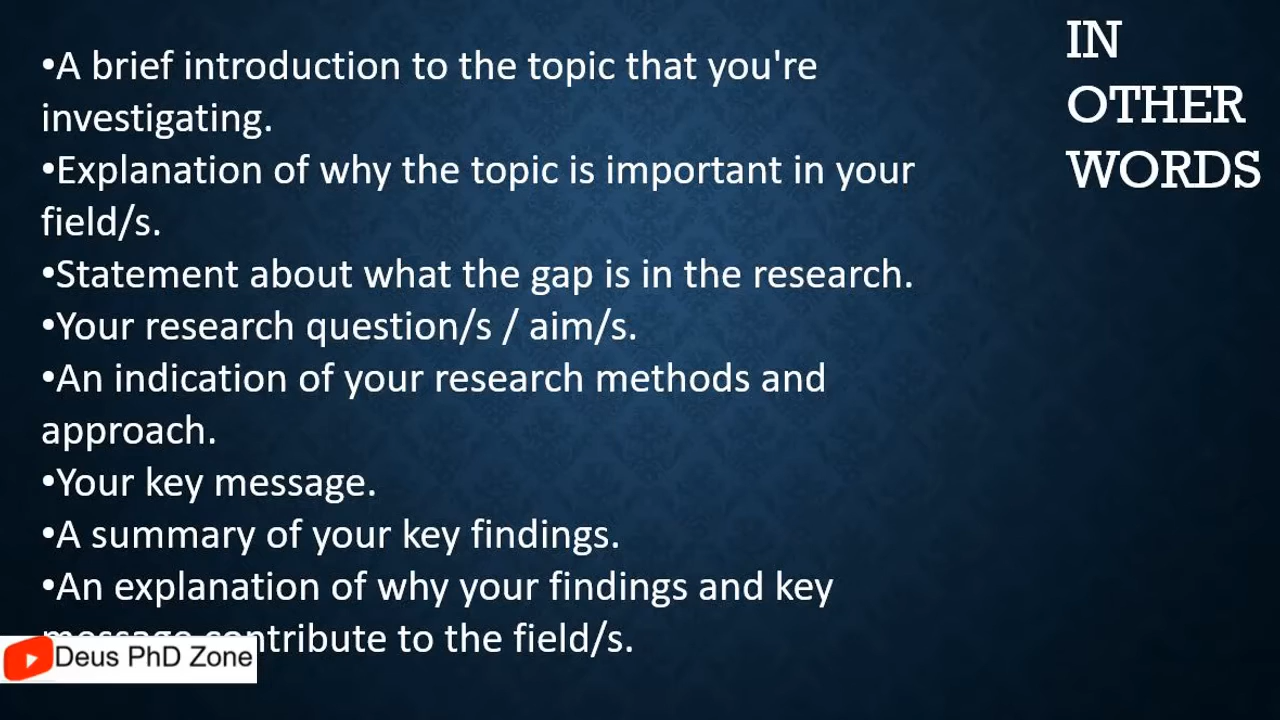 •A brief introduction to the topic that you're
investigating.
•Explanation of why the topic is important in your
field/s.
•Statement about what the gap is in the research.
•Your research question/s / aim/s.
•An indication of your research methods and
approach.
•Your key message.
•A summary of your key findings.
•An explanation of why your findings and key
message contribute to the field/s.
IN
OTHER
WORDS
Deus PhD Zone